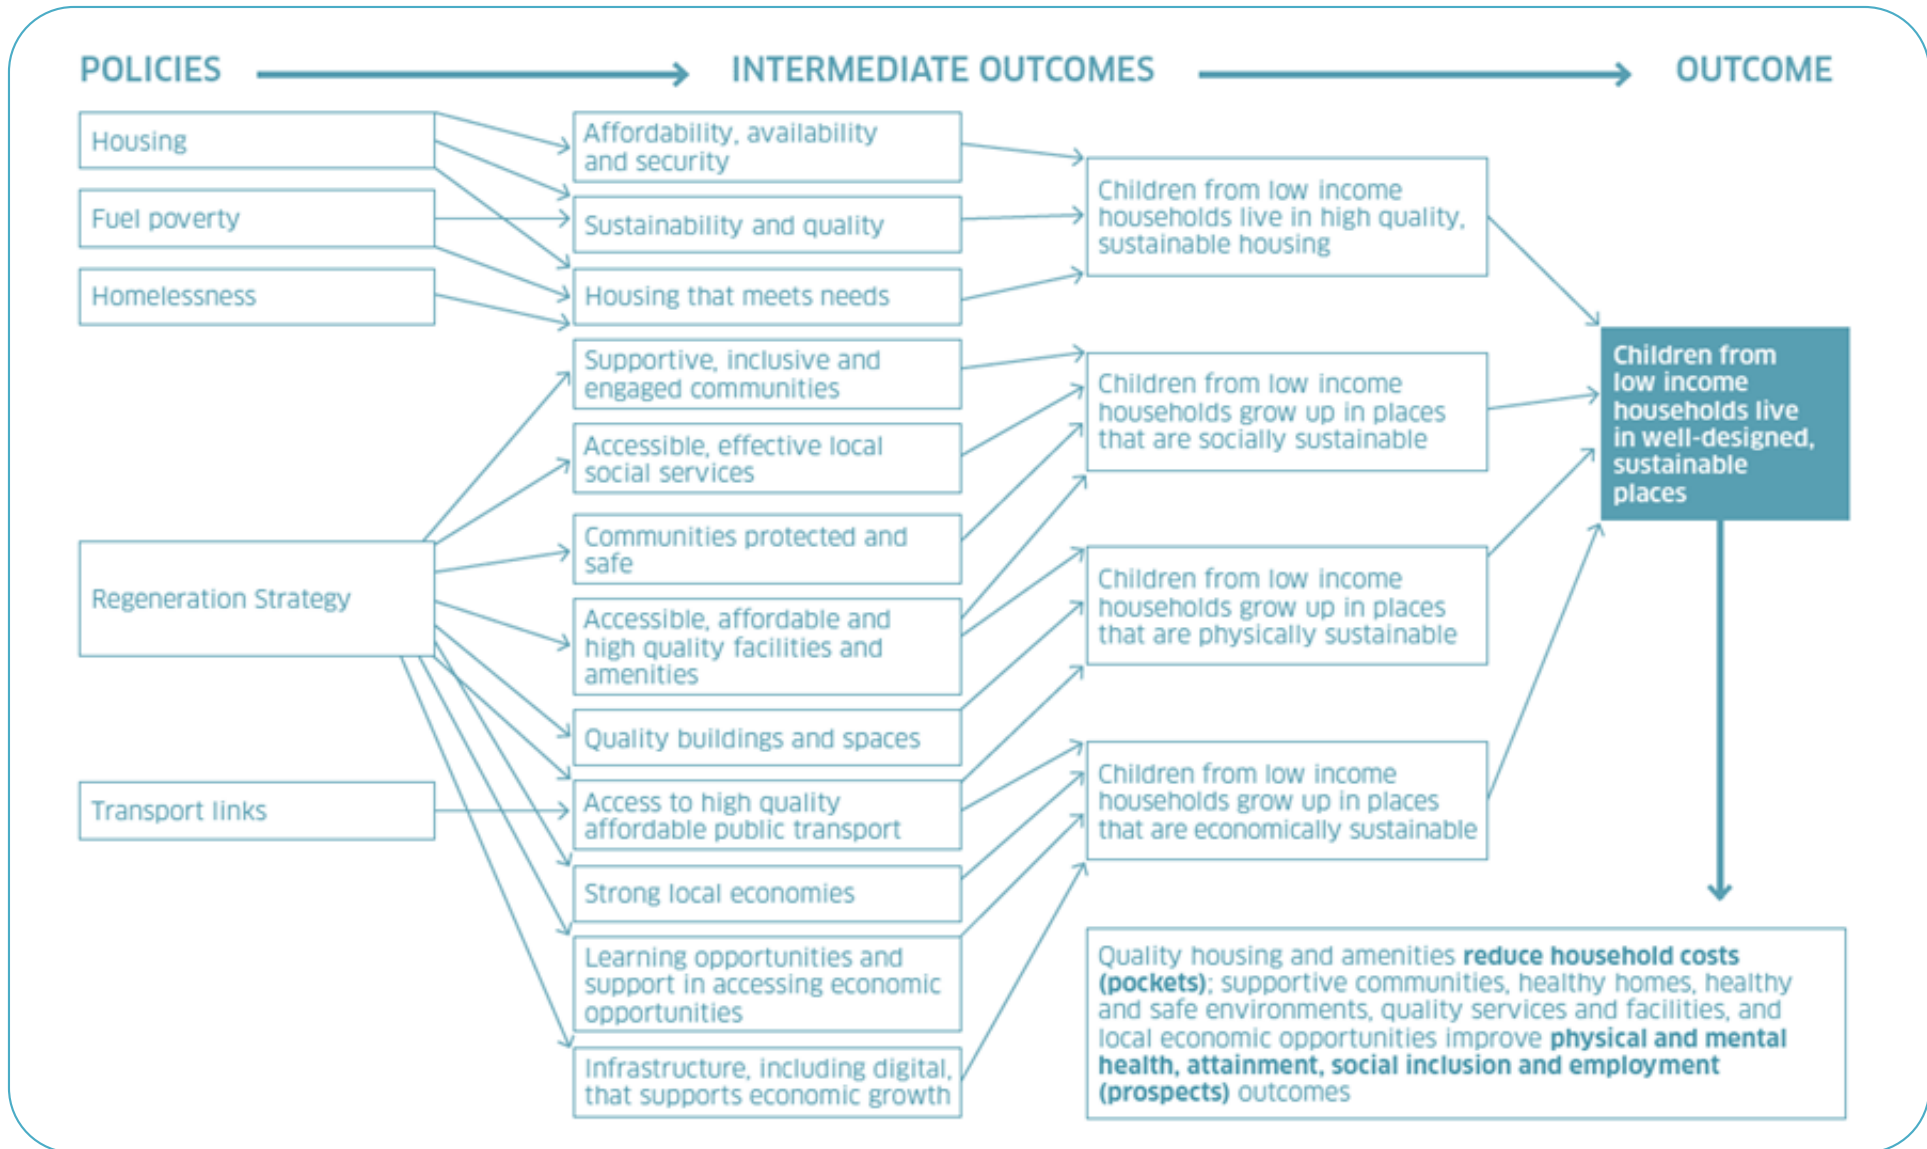 POLICIES
INTERMEDIATE OUTCOMES
OUTCOME
Housing
Fuel poverty
Homelessness
Regeneration Strategy
Transport links
Affordability, availability
and security
Sustainability and quality
Housing that meets needs
Supportive, inclusive and
engaged communities
Accessible, effective local
social services
Communities protected and
safe
Accessible, affordable and
high quality facilities and
amenities
Quality buildings and spaces
Access to high quality
affordable public transport
Strong local economies
Learning opportunities and
support in accessing economic
opportunities
Infrastructure, including digital,
that supports economic growth
Children from low income
households live in high quality,
sustainable housing
Children from low income
households grow up in places
that are socially sustainable
Children from low income
households grow up in places
that are physically sustainable
Children from low income
households grow up in places
that are economically sustainable
Children from
low income
households live
in well-designed,
sustainable
places
Quality housing and amenities reduce household costs
(pockets); supportive communities, healthy homes, healthy
and safe environments, quality services and facilities, and
local economic opportunities improve physical and mental
health, attainment, social inclusion and employment
(prospects) outcomes